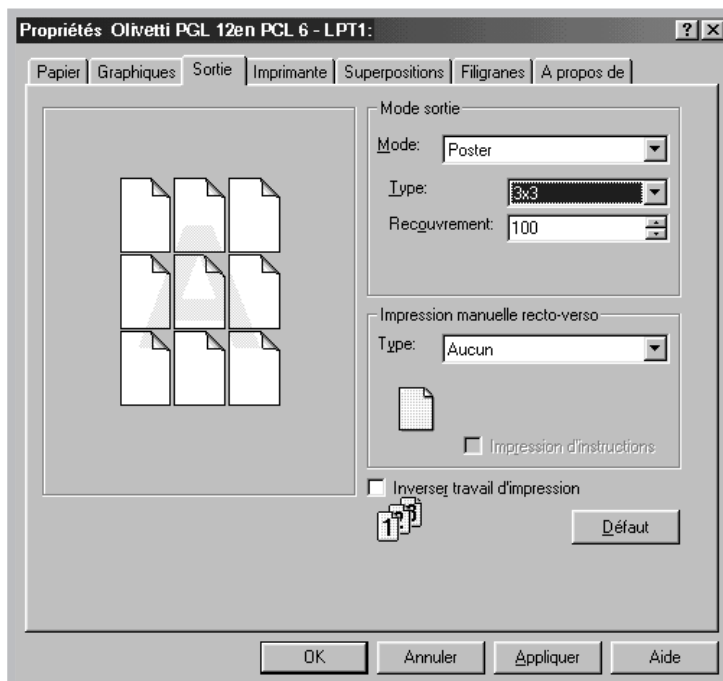 Propriétés Olivetti PGL 12en PCL 6 - LPT1:
Papier Graphiques Sortie Imprimante Superpositions Filigranes A propos de
Mode sortie
Mode: Poster
Type: 3x3
Recouvrement: 100
Impression manuelle recto-verso
Type: Aucun
Impression d'instructions
Inverser travail d'impression
1 2 3
Défaut
OK Annuler Appliquer Aide